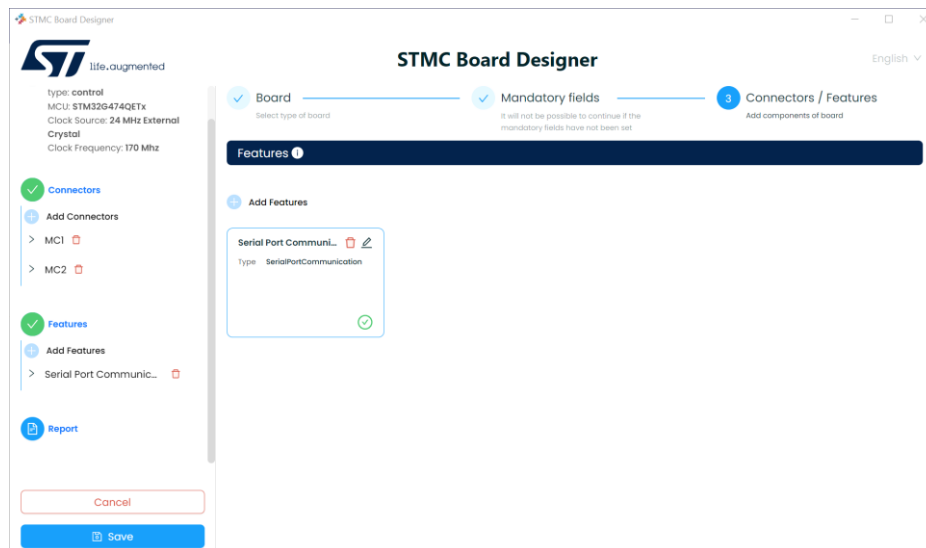 STMC Board Designer
life.augmented
STMC Board Designer
English
type: control
MCU: STM32G474QETx
Clock Source: 24 MHz External
Crystal
Clock Frequency: 170 Mhz
Connectors
Add Connectors
MC1
MC2
Features
Add Features
Serial Port Communic...
Report
Cancel
Save
Board
Select type of board
Mandatory fields
It will not be possible to continue if the
mandatory fields have not been set
3 Connectors / Features
Add components of board
Features
Add Features
Serial Port Communi...
Type SerialPortCommunication